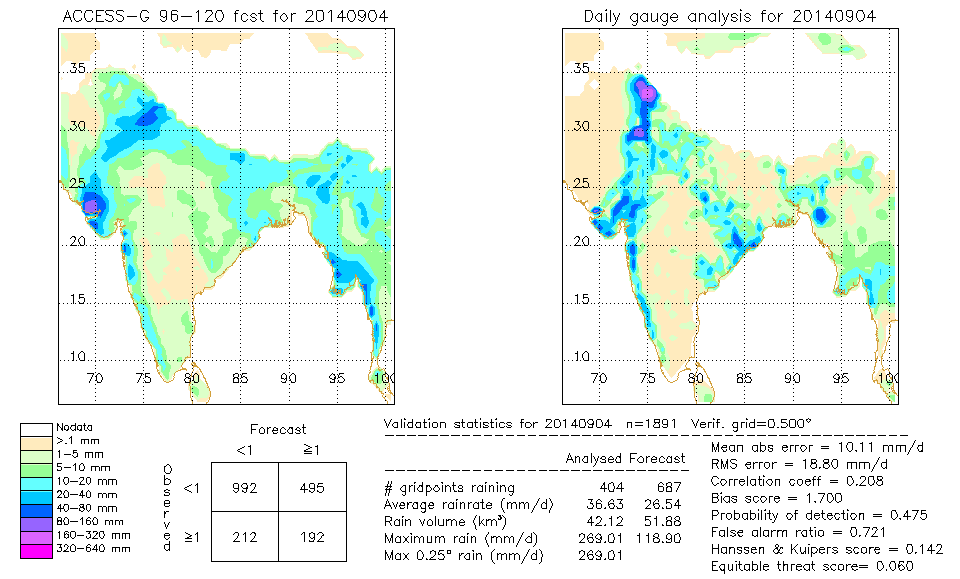 ACCESS-G 96-120 fcst for 20140904
Daily gauge analysis for 20140904
35
30
25
20
15
10
70 75 80 85 90 95 100
35
30
25
20
15
10
70 75 80 85 90 95 100
Nodata
>.1 mm
1-5 mm
5-10 mm
10-20 mm
20-40 mm
40-80 mm
80-160 mm
160-320 mm
320-640 mm
Forecast
<1 ≥1
Observed
<1 992 495
≥1 212 192
Validation statistics for 20140904 n=1891 Verif. grid=0.500°
Analysed Forecast
# gridpoints raining 404 687
Average rainrate (mm/d) 36.63 26.54
Rain volume (km³) 42.12 51.88
Maximum rain (mm/d) 269.01 118.90
Max 0.25° rain (mm/d) 269.01
Mean abs error = 10.11 mm/d
RMS error = 18.80 mm/d
Correlation coeff = 0.208
Bias score = 1.700
Probability of detection = 0.475
False alarm ratio = 0.721
Hanssen & Kuipers score = 0.142
Equitable threat score= 0.060